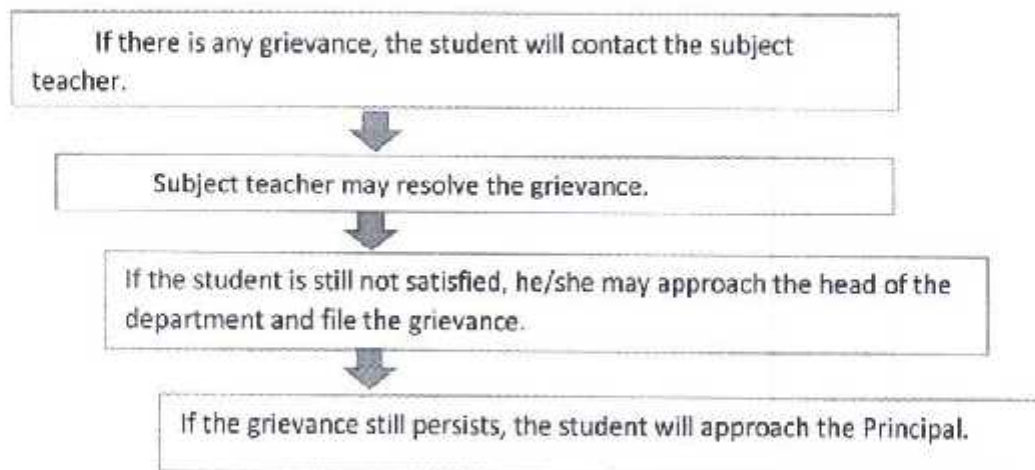 If there is any grievance, the student will contact the subject
teacher.
Subject teacher may resolve the grievance.
If the student is still not satisfied, he/she may approach the head of the
department and file the grievance.
If the grievance still persists, the student will approach the Principal.